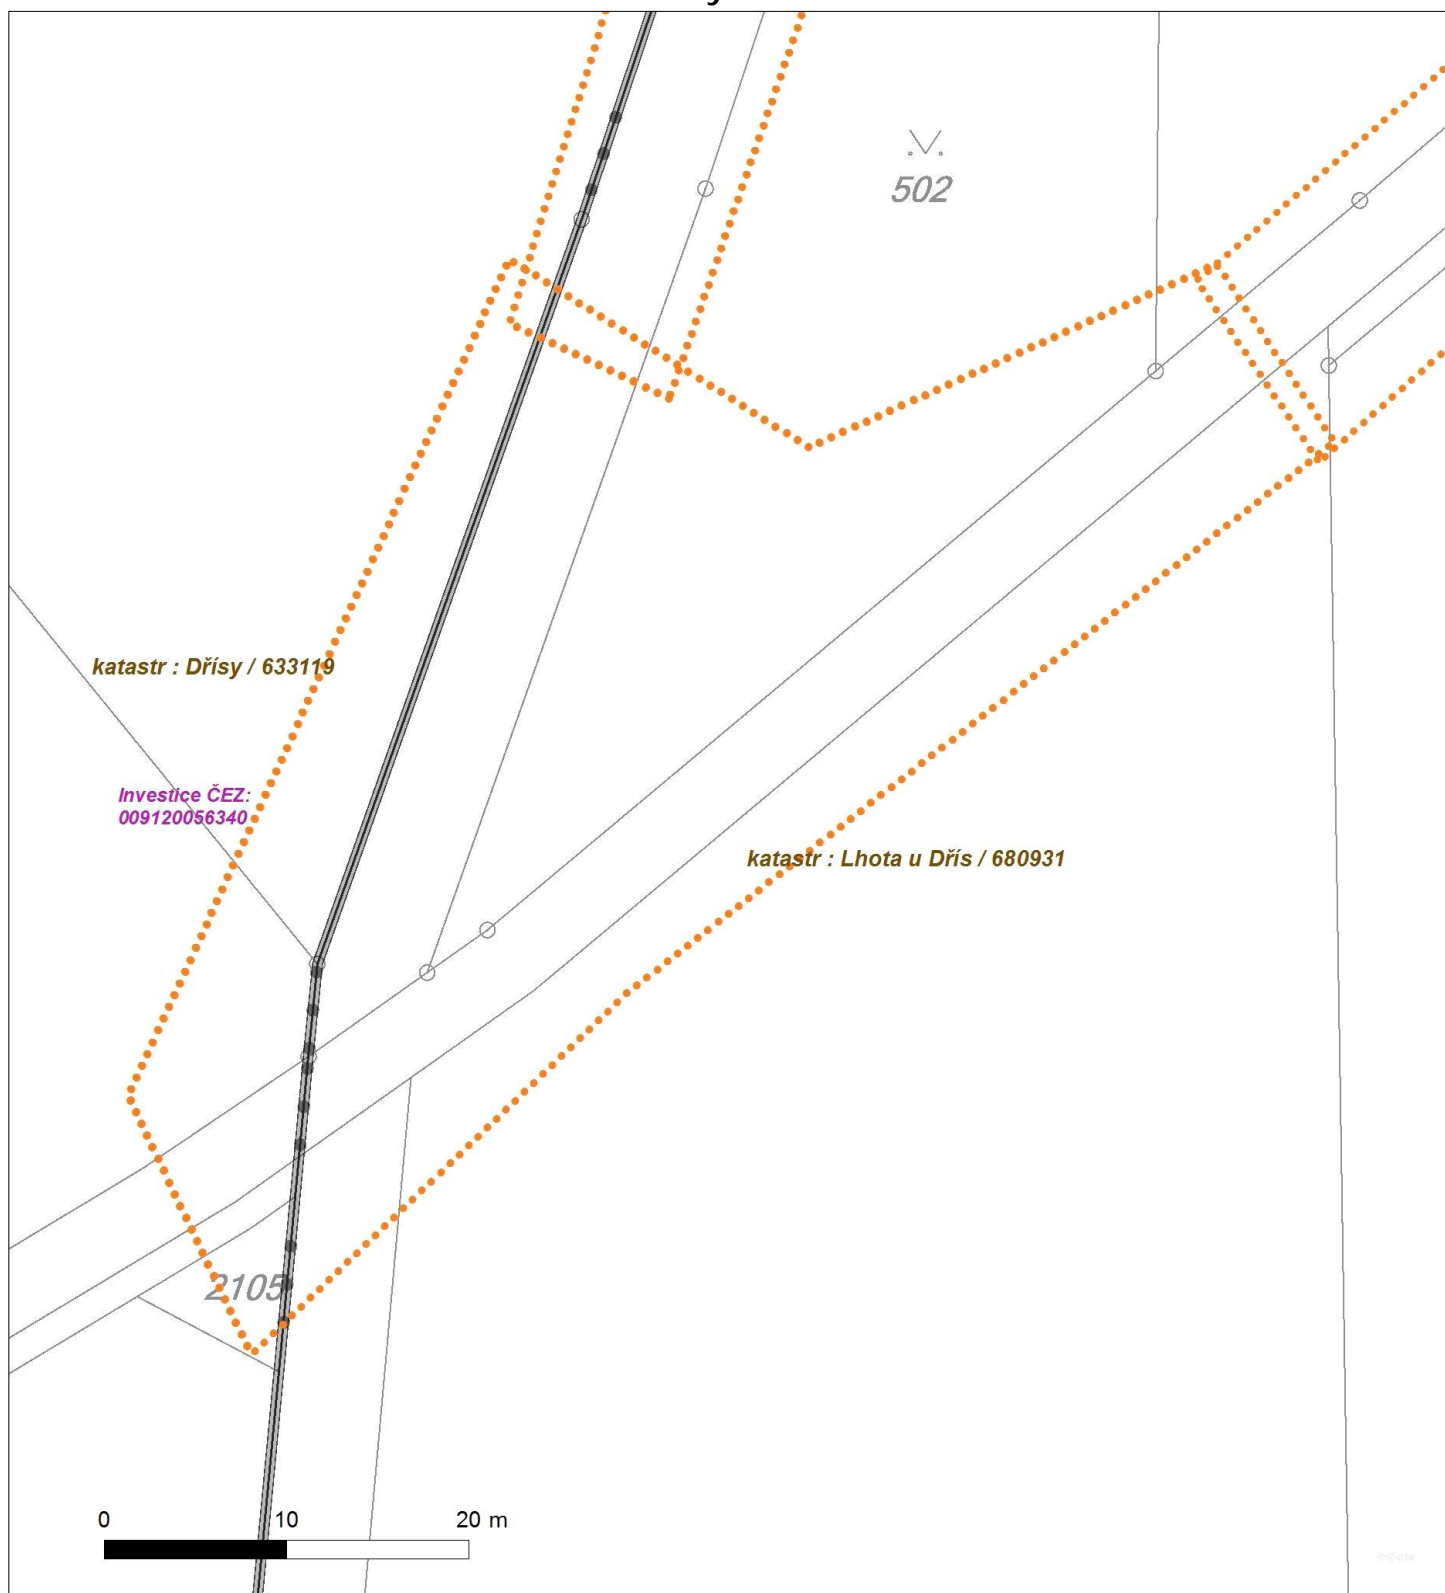 502
katastr : Dřísy / 633119
Investice ČEZ:
009120056340
katastr : Lhota u Dřís / 680931
2105
0 10 20 m